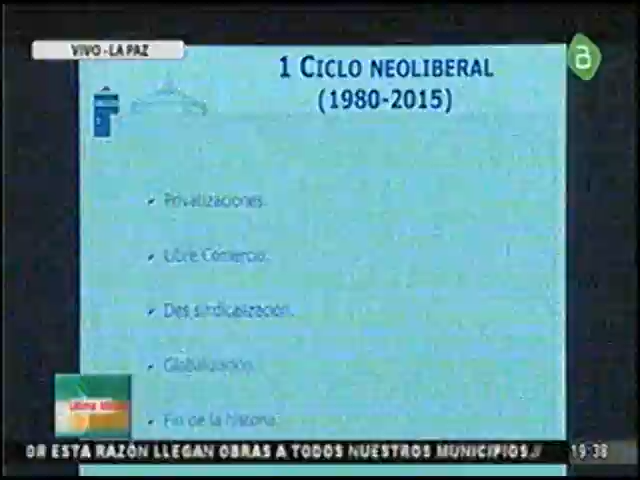 VIVO - LA PAZ
1 CICLO NEOLIBERAL
(1980-2015)
Privatizaciones.
Libre Comercio.
Des sindicalización.
Globalización.
Fin de la historia
OR ESTA RAZÓN LLEGAN OBRAS A TODOS NUESTROS MUNICIPIOS.//
19:38